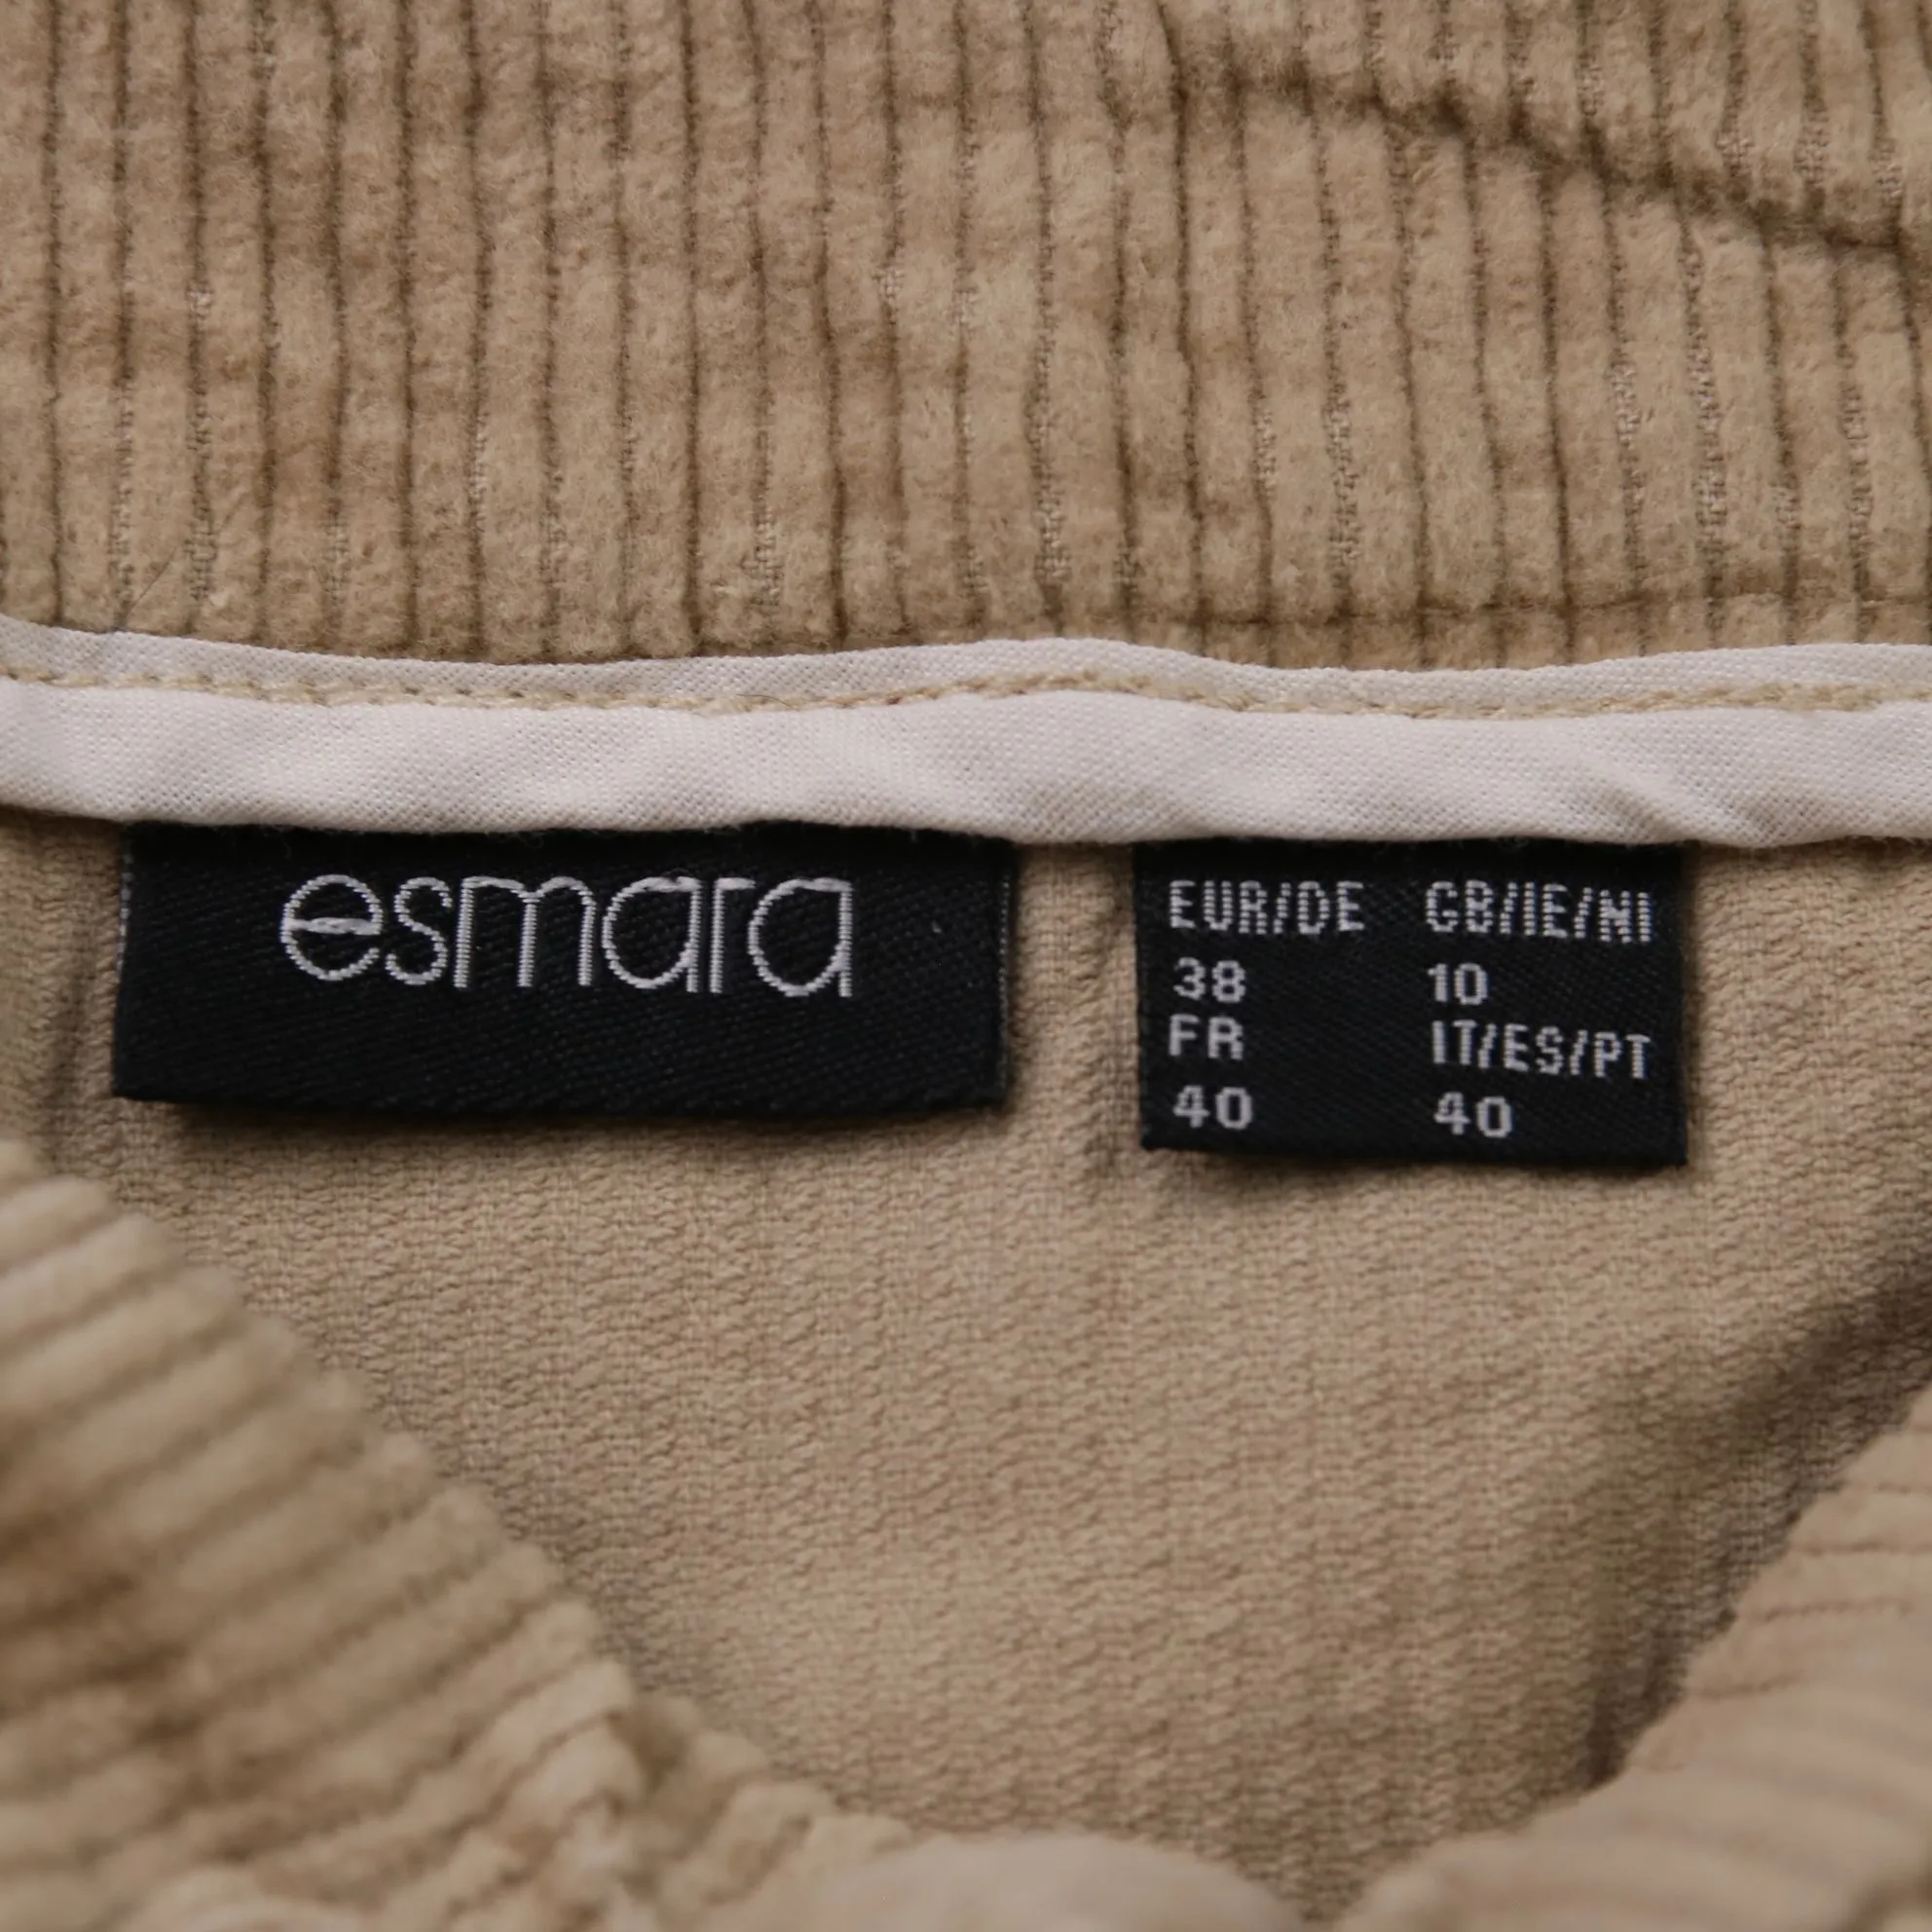 esmara
EUR/DE GB/IE/NI
38 10
FR IT/ES/PT
40 40